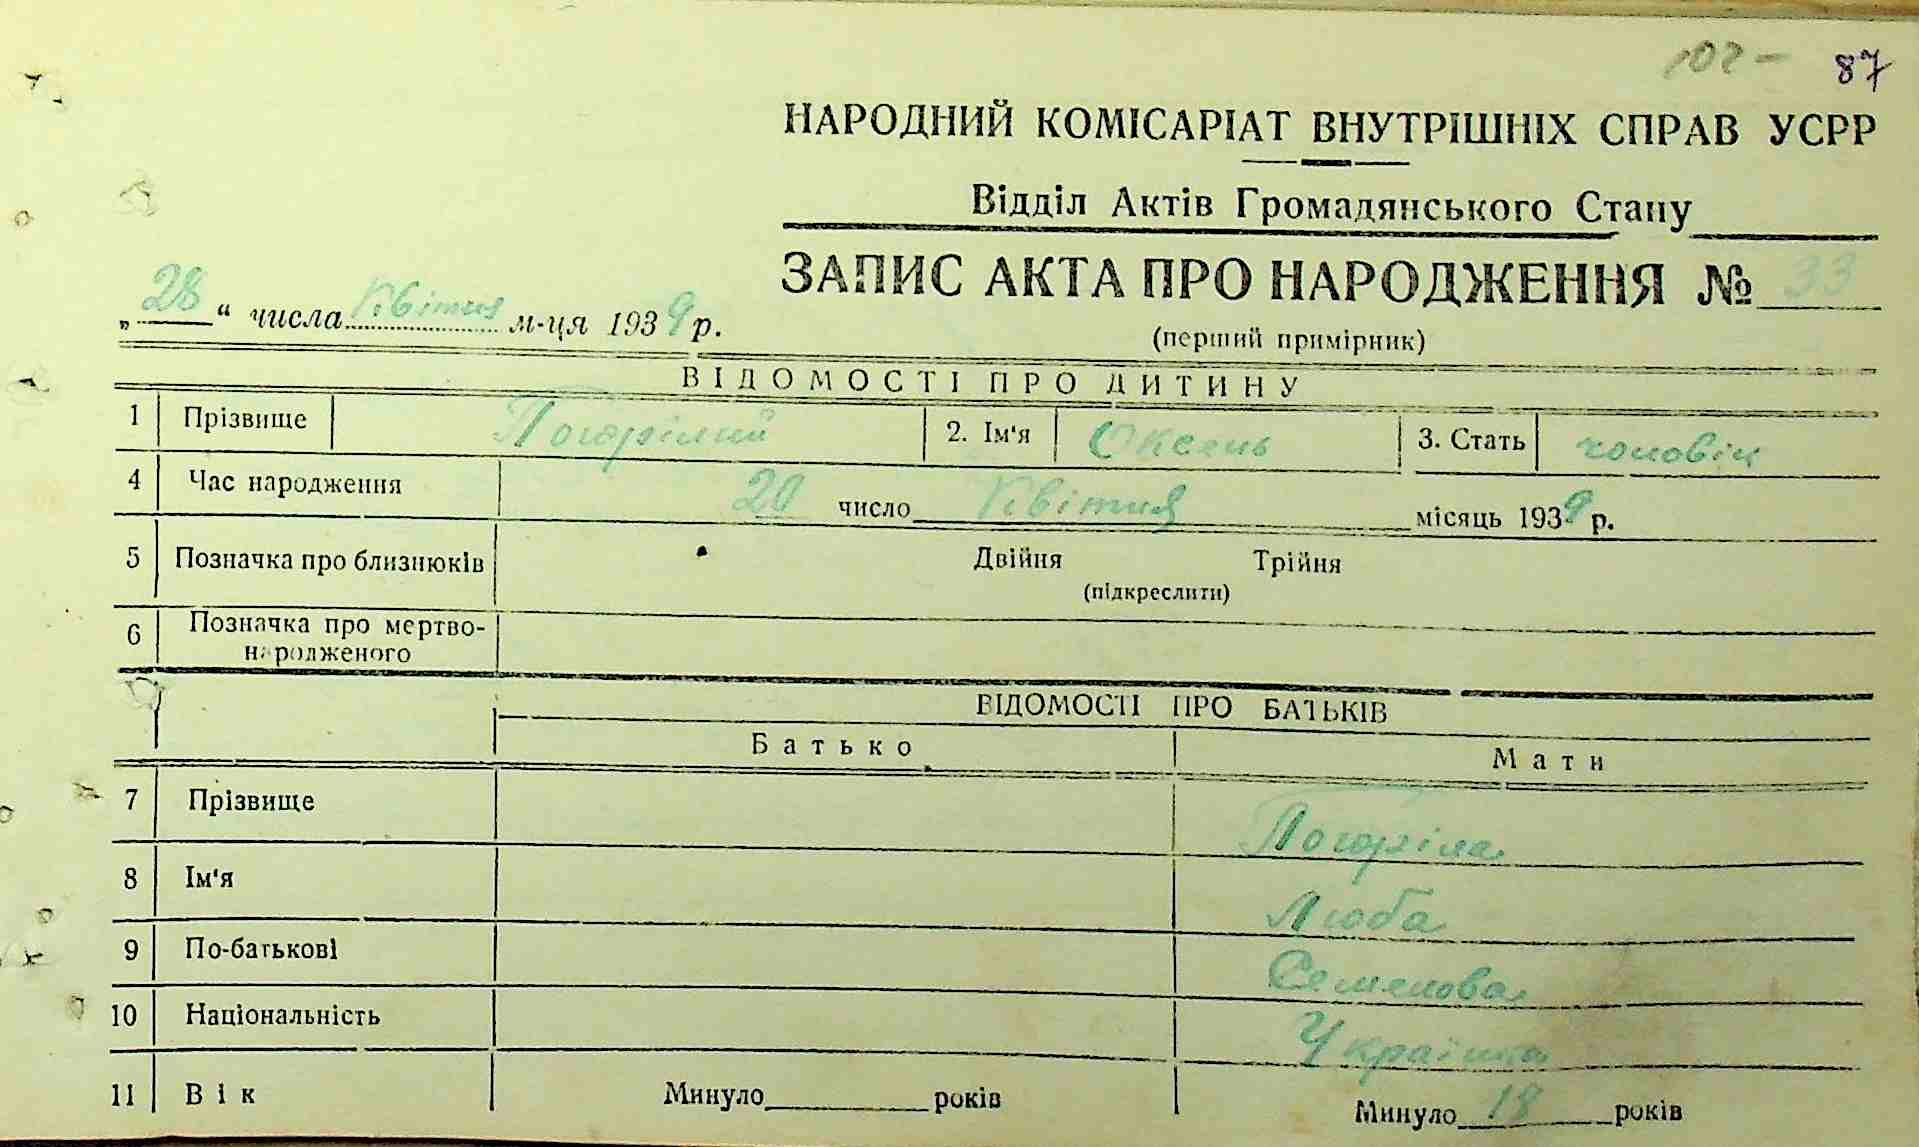 102 - 87
НАРОДНИЙ КОМІСАРІАТ ВНУТРІШНІХ СПРАВ УСРР
Відділ Актів Громадянського Стану
ЗАПИС АКТА ПРО НАРОДЖЕННЯ № 33
„28“ числа Квітня м-ця 1939 р.
(перший примірник)
ВІДОМОСТІ ПРО ДИТИНУ
1 Прізвище Погорілий 2. Ім'я 3. Стать чоловік
4 Час народження 20 число Квітня місяць 1939 р.
5 Позначка про близнюків Двійня Трійня
(підкреслити)
6 Позначка про мертво-
народженого
ВІДОМОСТІ ПРО БАТЬКІВ
Батько Мати
7 Прізвище Погоріла
8 Ім'я Люба
9 По-батькові Семенова
10 Національність Українка
11 Вік Минуло років Минуло 18 років